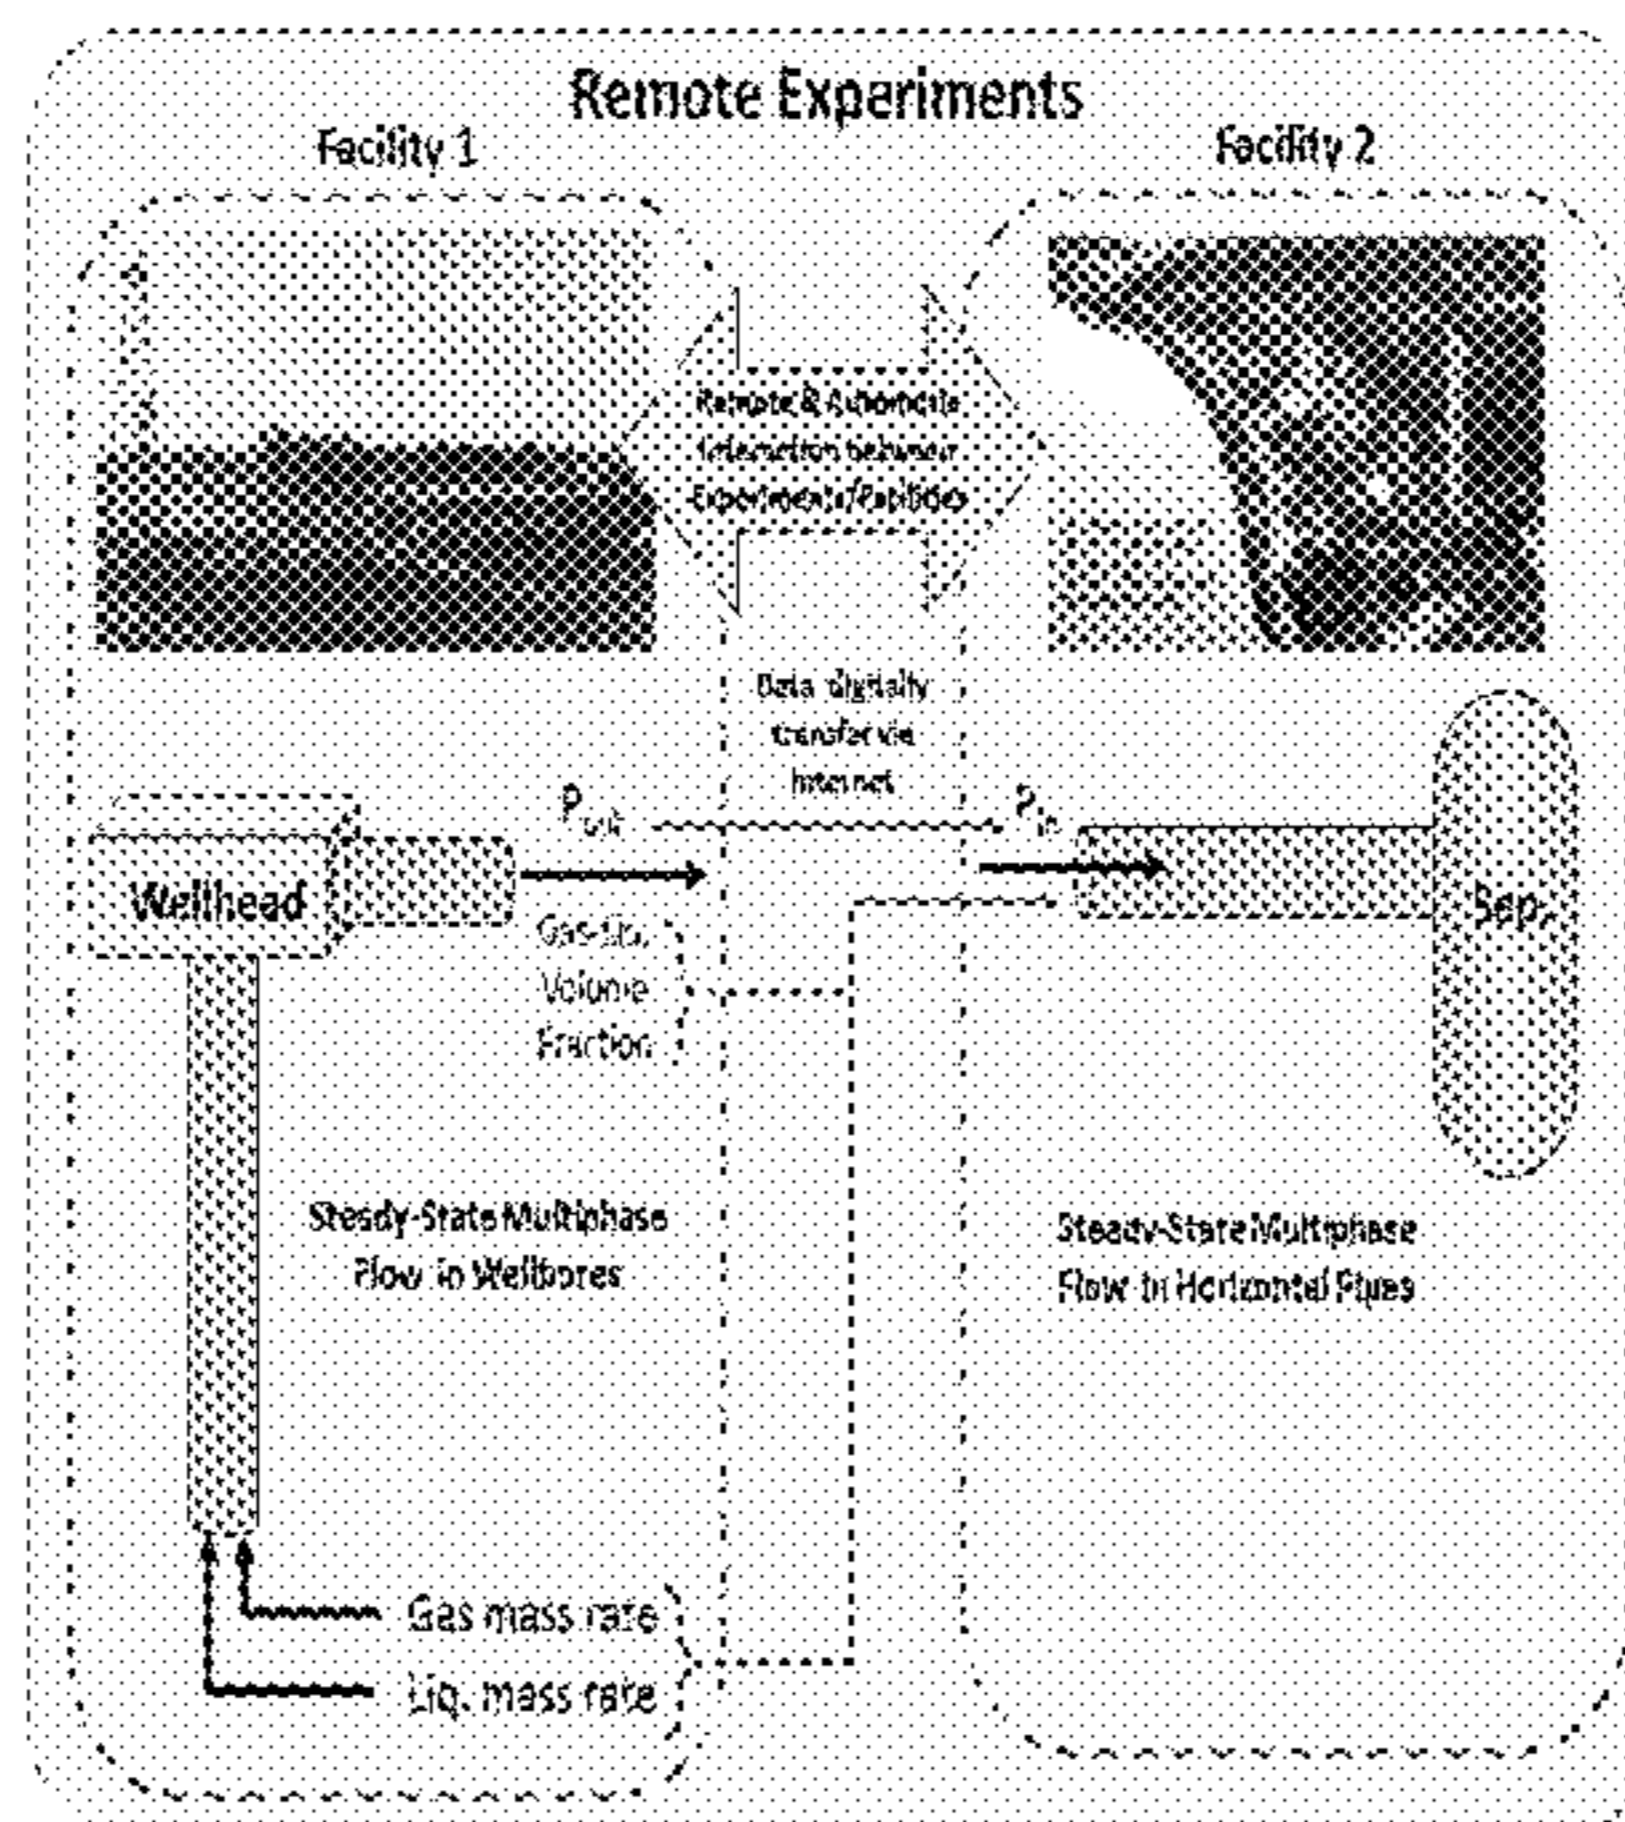 Remote Experiments
Facility 1
Facility 2
Remote & Automatic
Interaction between
Experiments/Facilities
Data digitally
transfer via
Internet
Pout
Pin
Wellhead
Sep.
Gas-Liq.
Volume
Fraction
Steady-State Multiphase
Flow in Wellbores
Steady-State Multiphase
Flow in Horizontal Pipes
Gas mass rate
Liq. mass rate